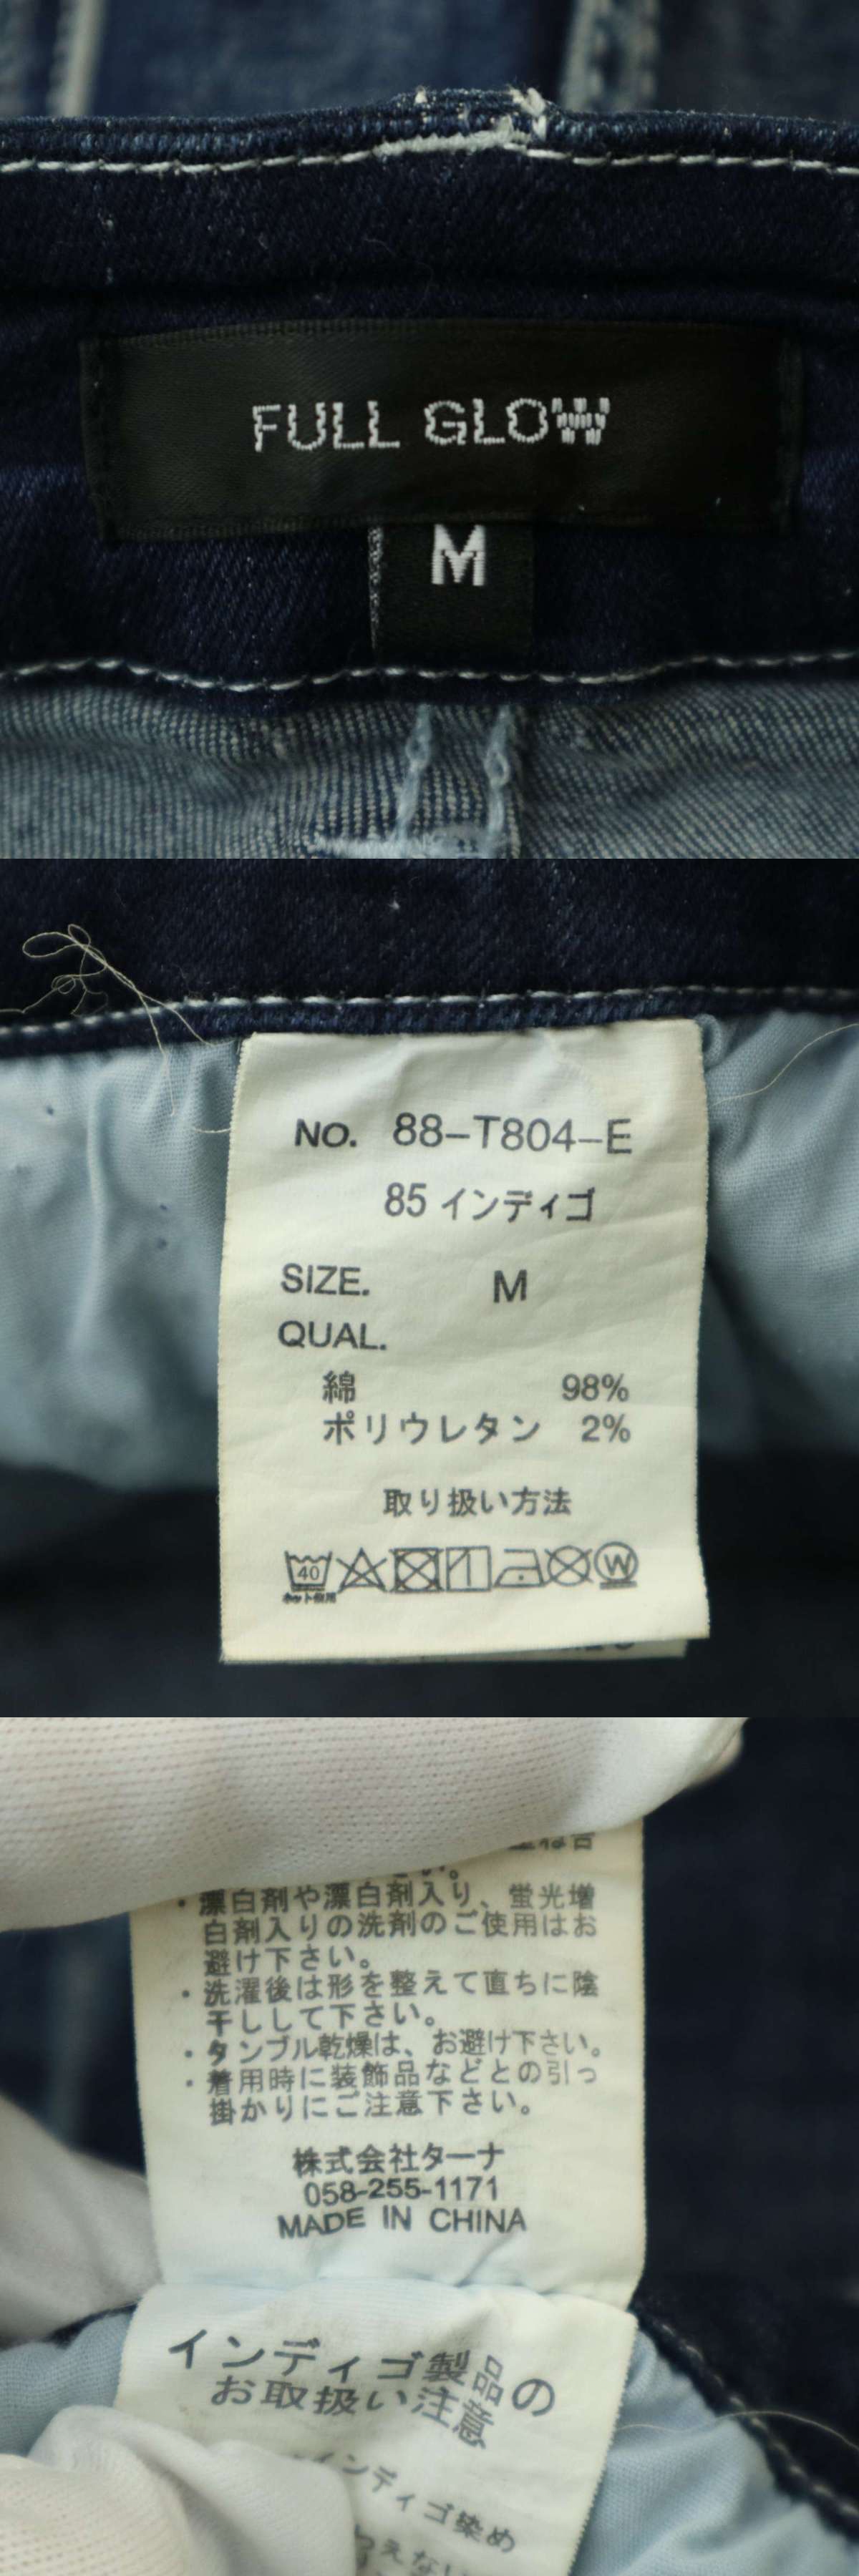 FULL GLOW
M
NO. 88-T804-E
85 インディゴ
SIZE. M
QUAL.
綿 98%
ポリウレタン 2%
取り扱い方法
40
W
ネット使用
さい。
・漂白剤や漂白剤入り、蛍光増
白剤入りの洗剤のご使用はお
避け下さい。
・洗濯後は形を整えて直ちに陰
干しして下さい。
・タンブル乾燥は、お避け下さい。
・着用時に装飾品などとの引っ
掛かりにご注意下さい。
株式会社ターナ
058-255-1171
MADE IN CHINA
インディゴ製品の
お取扱い注意
インディゴ染め